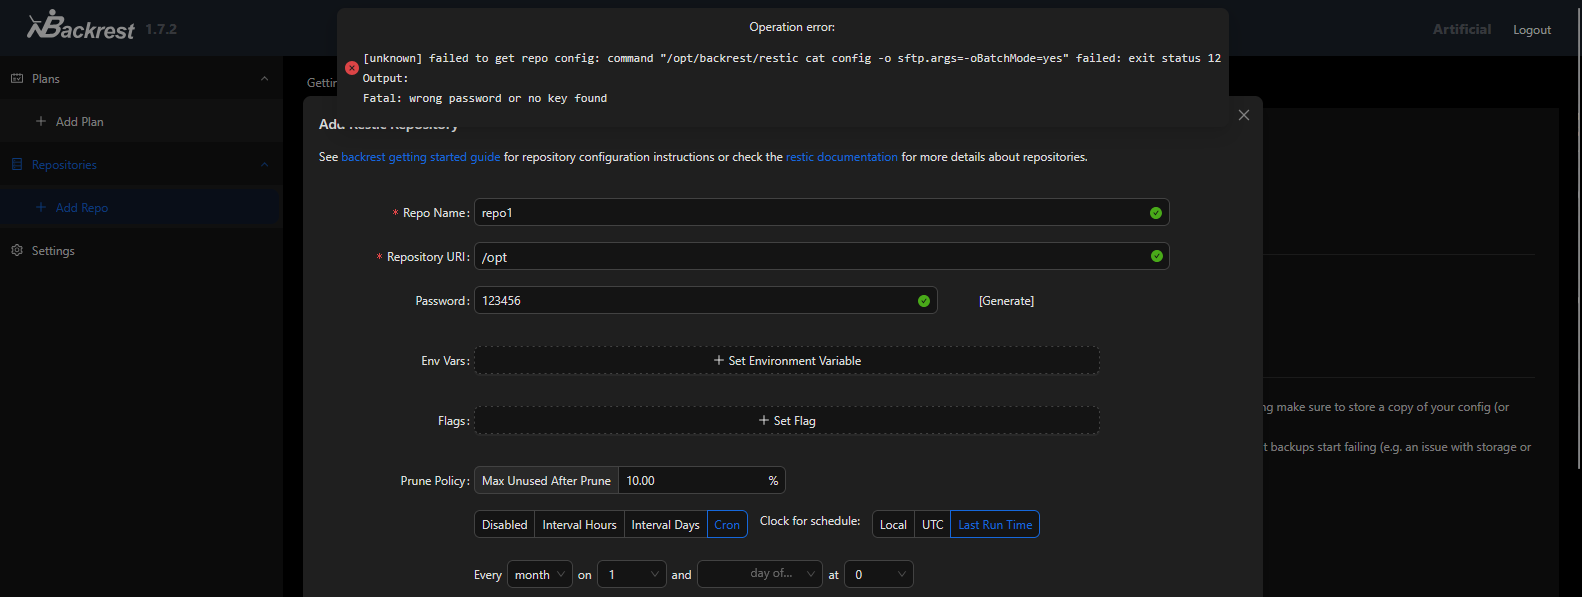 Backrest 1.7.2
Artificial
Logout
Operation error:
[unknown] failed to get repo config: command "/opt/backrest/restic cat config -o sftp.args=-oBatchMode=yes" failed: exit status 12
Output:
Fatal: wrong password or no key found
Plans
+ Add Plan
Repositories
+ Add Repo
Settings
Add Restic Repository
See backrest getting started guide for repository configuration instructions or check the restic documentation for more details about repositories.
* Repo Name: repo1
* Repository URI: /opt
Password: 123456 [Generate]
Env Vars: + Set Environment Variable
Flags: + Set Flag
ng make sure to store a copy of your config (or
t backups start failing (e.g. an issue with storage or
Prune Policy: Max Unused After Prune 10.00 %
Disabled Interval Hours Interval Days Cron Clock for schedule: Local UTC Last Run Time
Every month on 1 and day of... at 0